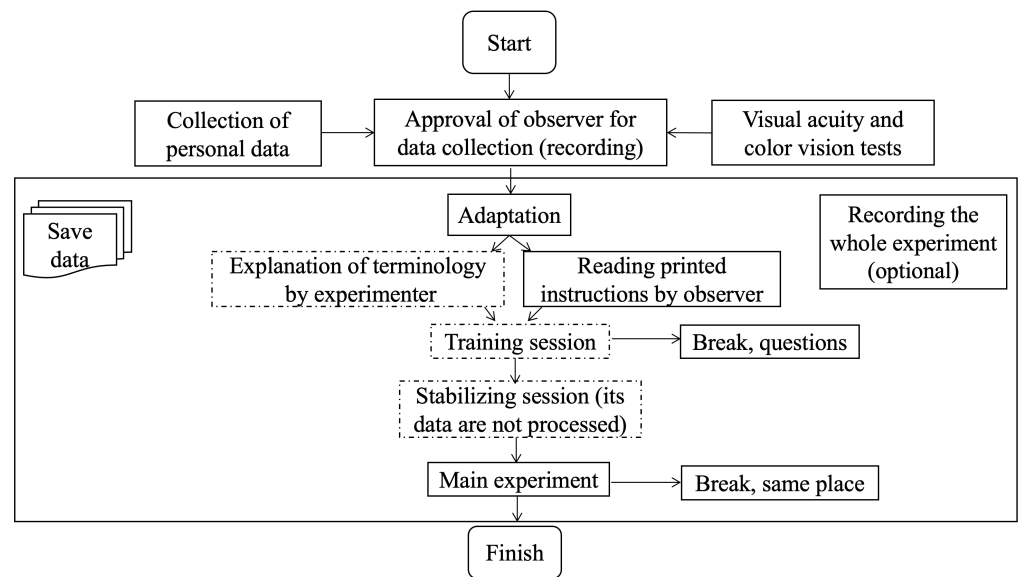 Start
Collection of
personal data
Approval of observer for
data collection (recording)
Visual acuity and
color vision tests
Save
data
Adaptation
Recording the
whole experiment
(optional)
Explanation of terminology
by experimenter
Reading printed
instructions by observer
Training session
Break, questions
Stabilizing session (its
data are not processed)
Main experiment
Break, same place
Finish